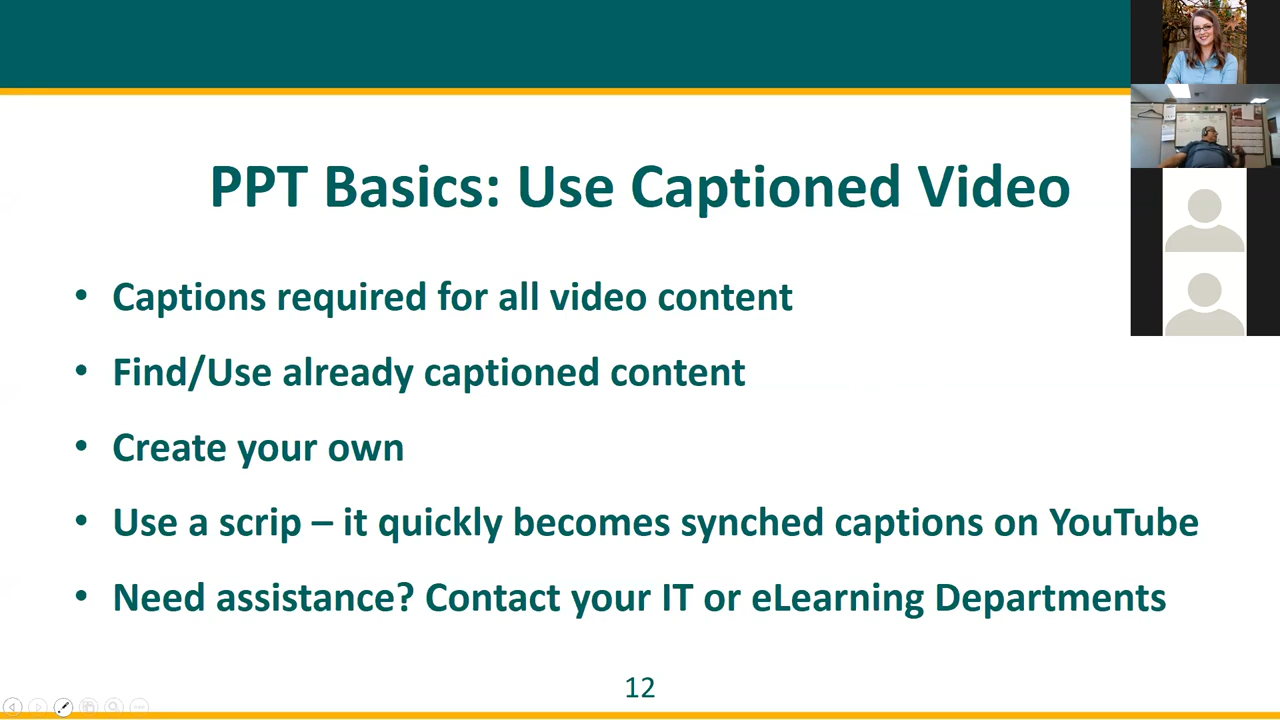 PPT Basics: Use Captioned Video
• Captions required for all video content
• Find/Use already captioned content
• Create your own
• Use a scrip – it quickly becomes synched captions on YouTube
• Need assistance? Contact your IT or eLearning Departments
12